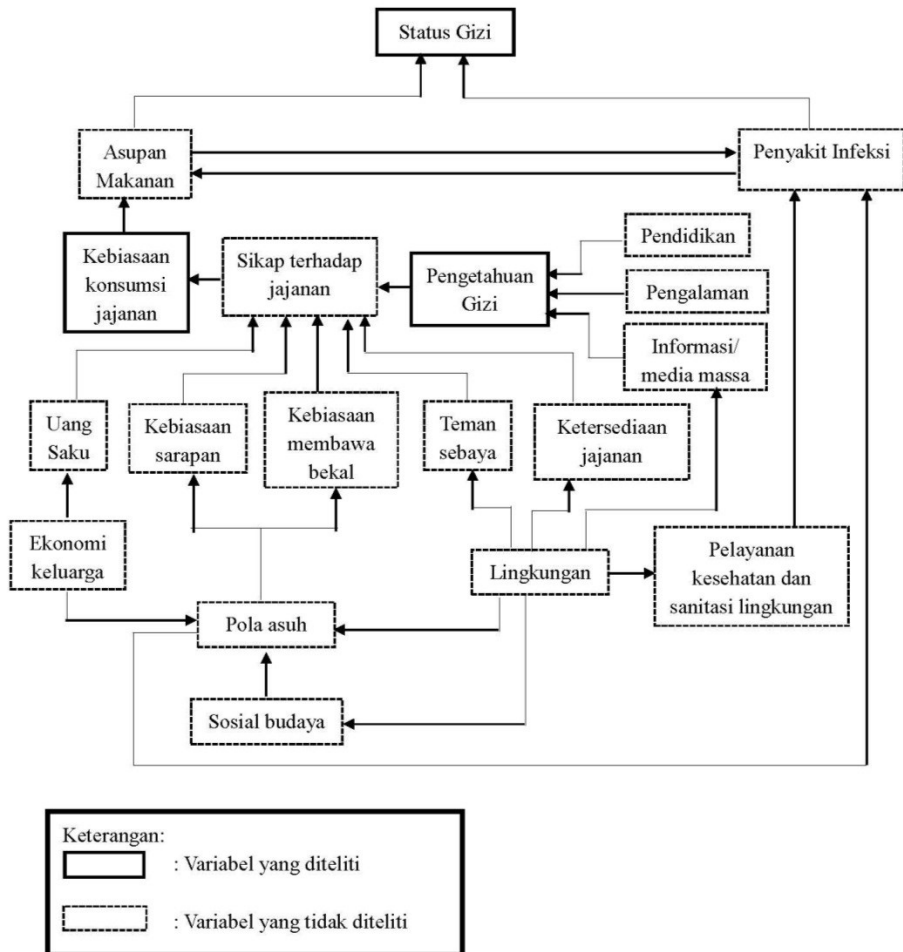 Status Gizi
Asupan
Makanan
Penyakit Infeksi
Kebiasaan
konsumsi
jajanan
Sikap terhadap
jajanan
Pengetahuan
Gizi
Pendidikan
Pengalaman
Informasi/
media massa
Uang
Saku
Kebiasaan
sarapan
Kebiasaan
membawa
bekal
Teman
sebaya
Ketersediaan
jajanan
Ekonomi
keluarga
Lingkungan
Pelayanan
kesehatan dan
sanitasi lingkungan
Pola asuh
Sosial budaya
Keterangan:
: Variabel yang diteliti
: Variabel yang tidak diteliti